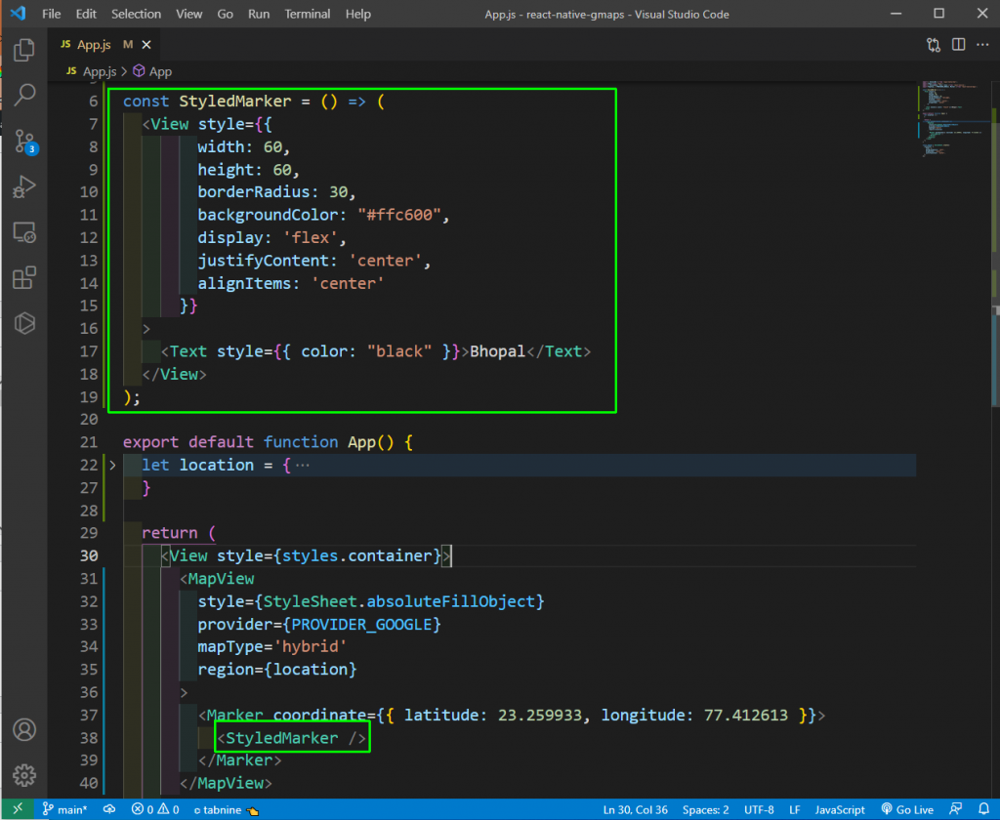 File Edit Selection View Go Run Terminal Help App.js - react-native-gmaps - Visual Studio Code
JS App.js M
JS App.js > App
6 const StyledMarker = () => (
7 <View style={{
8 width: 60,
9 height: 60,
10 borderRadius: 30,
11 backgroundColor: "#ffc600",
12 display: 'flex',
13 justifyContent: 'center',
14 alignItems: 'center'
15 }}
16 >
17 <Text style={{ color: "black" }}>Bhopal</Text>
18 </View>
19 );
20
21 export default function App() {
22 let location = { ···
27 }
28
29 return (
30 <View style={styles.container}>
31 <MapView
32 style={StyleSheet.absoluteFillObject}
33 provider={PROVIDER_GOOGLE}
34 mapType='hybrid'
35 region={location}
36 >
37 <Marker coordinate={{ latitude: 23.259933, longitude: 77.412613 }}>
38 <StyledMarker />
39 </Marker>
40 </MapView>
3
main* 0 0 tabnine Ln 30, Col 36 Spaces: 2 UTF-8 LF JavaScript Go Live